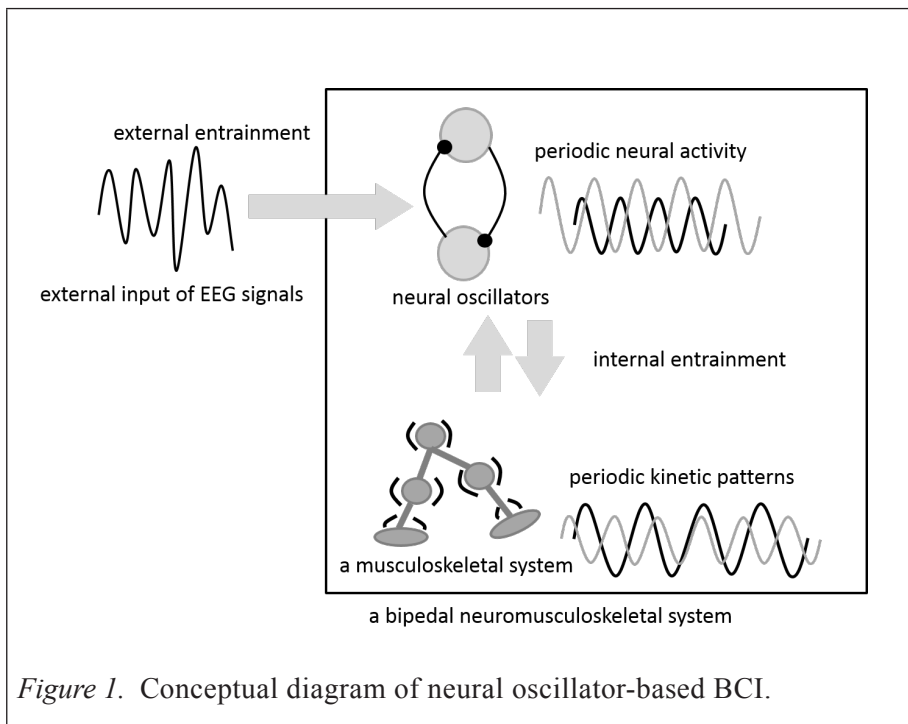 external entrainment
external input of EEG signals
periodic neural activity
neural oscillators
internal entrainment
periodic kinetic patterns
a musculoskeletal system
a bipedal neuromusculoskeletal system
Figure 1. Conceptual diagram of neural oscillator-based BCI.